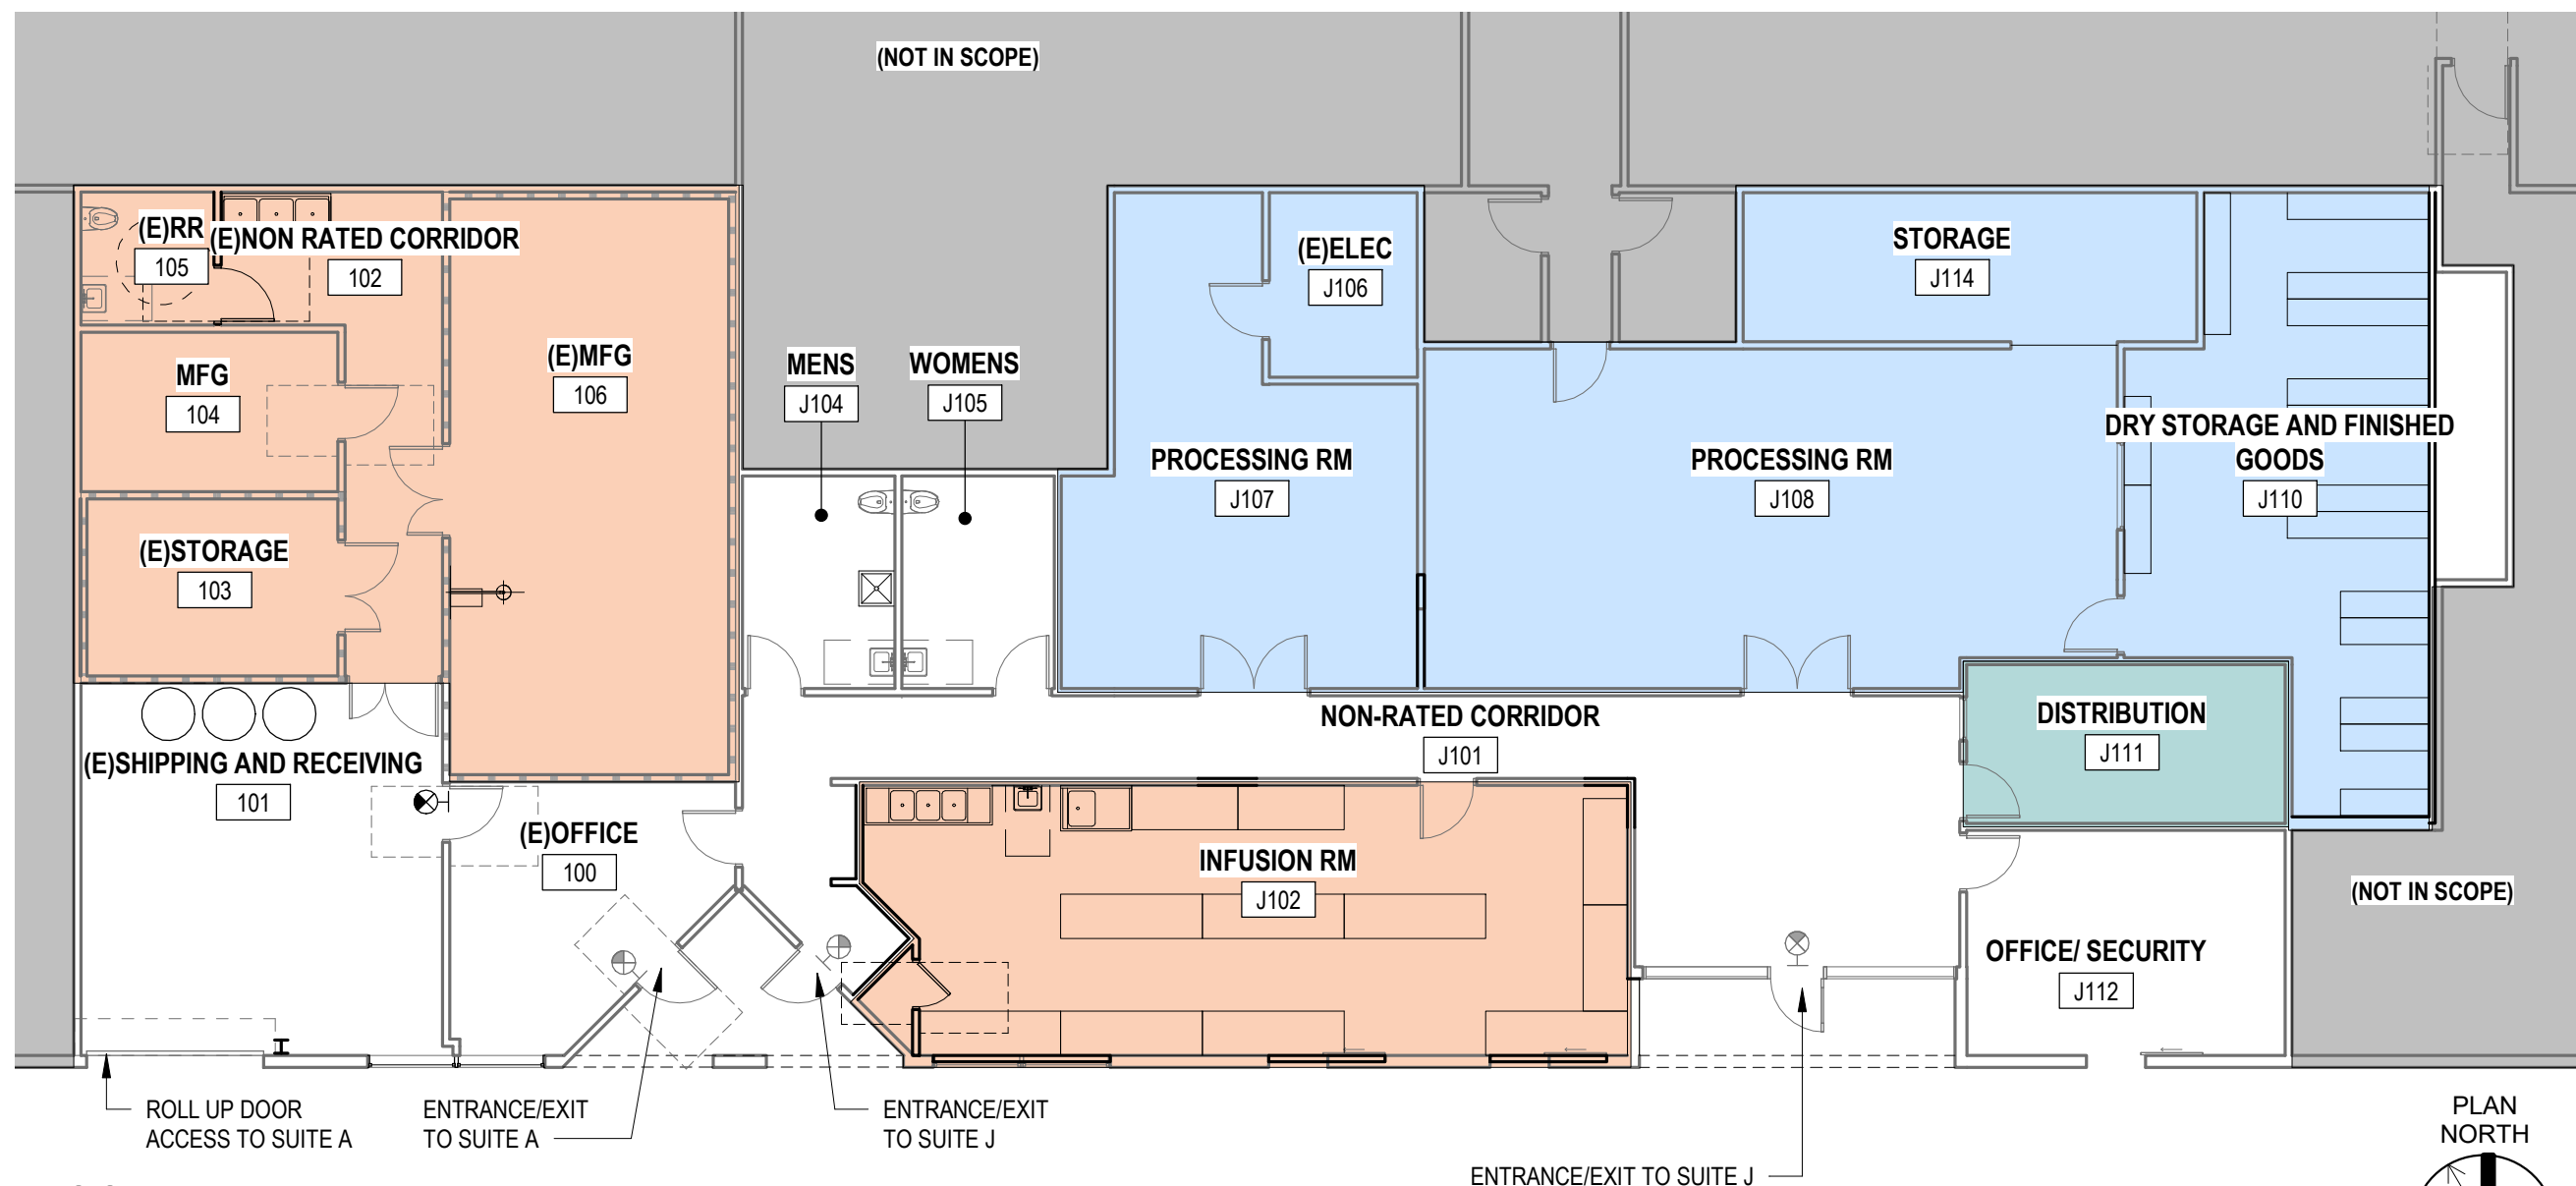 (NOT IN SCOPE)
(E)RR
105
(E)NON RATED CORRIDOR
102
(E)ELEC
J106
STORAGE
J114
MFG
104
(E)MFG
106
MENS
J104
WOMENS
J105
PROCESSING RM
J107
PROCESSING RM
J108
DRY STORAGE AND FINISHED
GOODS
J110
(E)STORAGE
103
NON-RATED CORRIDOR
J101
DISTRIBUTION
J111
(E)SHIPPING AND RECEIVING
101
(E)OFFICE
100
INFUSION RM
J102
(NOT IN SCOPE)
OFFICE/ SECURITY
J112
ROLL UP DOOR
ACCESS TO SUITE A
ENTRANCE/EXIT
TO SUITE A
ENTRANCE/EXIT
TO SUITE J
ENTRANCE/EXIT TO SUITE J
PLAN
NORTH